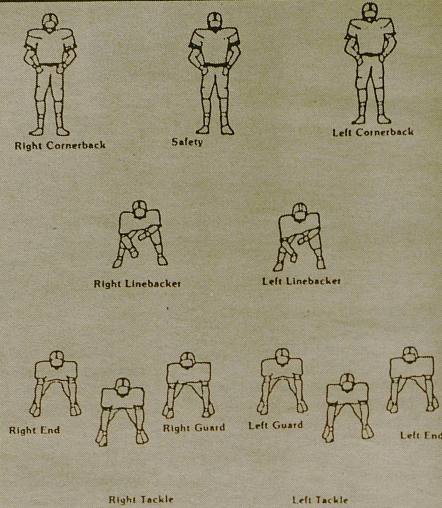 Right Cornerback
Safety
Left Cornerback
Right Linebacker
Left Linebacker
Right End
Right Guard
Left Guard
Left End
Right Tackle
Left Tackle